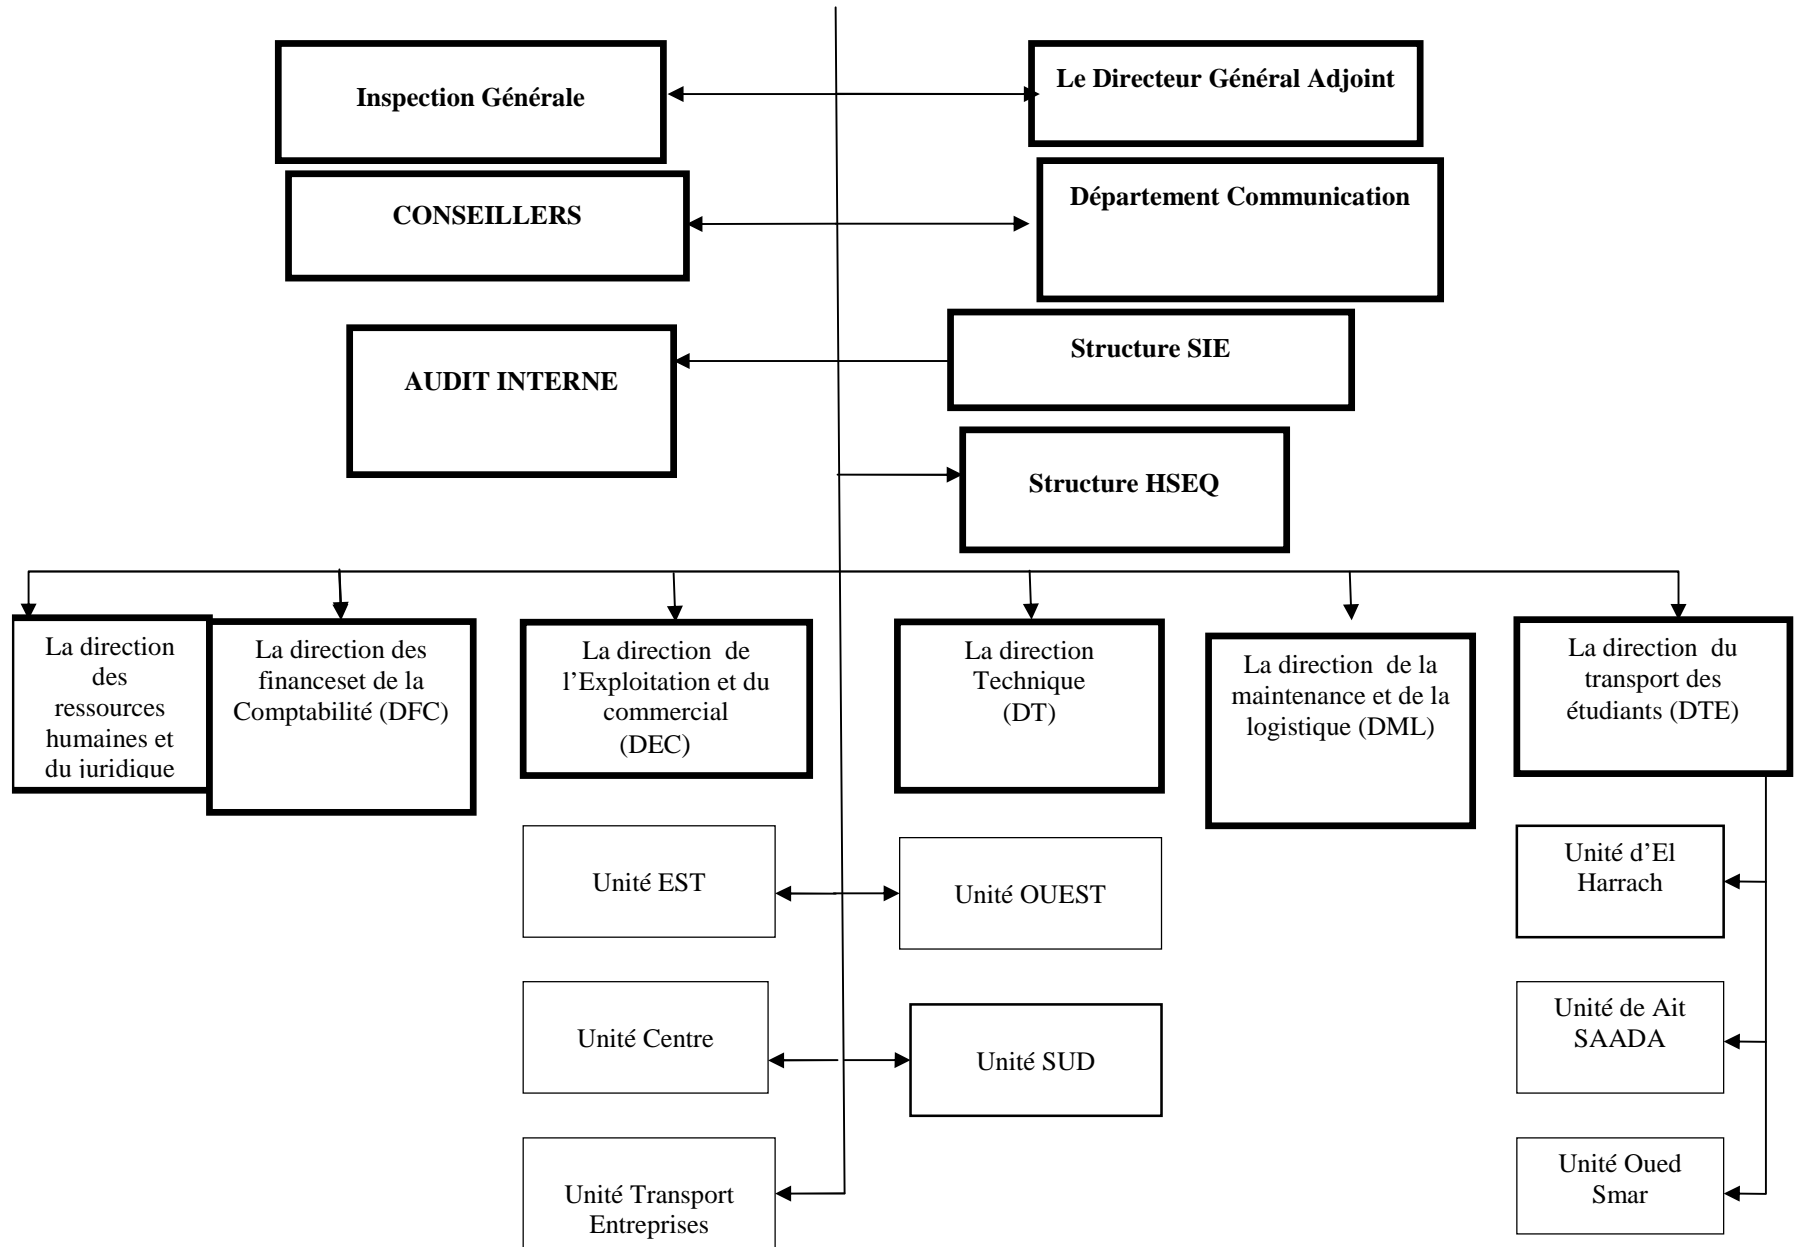 Inspection Générale
Le Directeur Général Adjoint
CONSEILLERS
Département Communication
AUDIT INTERNE
Structure SIE
Structure HSEQ
La direction
des
ressources
humaines et
du juridique
La direction des
financeset de la
Comptabilité (DFC)
La direction de
l’Exploitation et du
commercial
(DEC)
La direction
Technique
(DT)
La direction de la
maintenance et de la
logistique (DML)
La direction du
transport des
étudiants (DTE)
Unité EST
Unité OUEST
Unité d’El
Harrach
Unité Centre
Unité SUD
Unité de Ait
SAADA
Unité Transport
Entreprises
Unité Oued
Smar